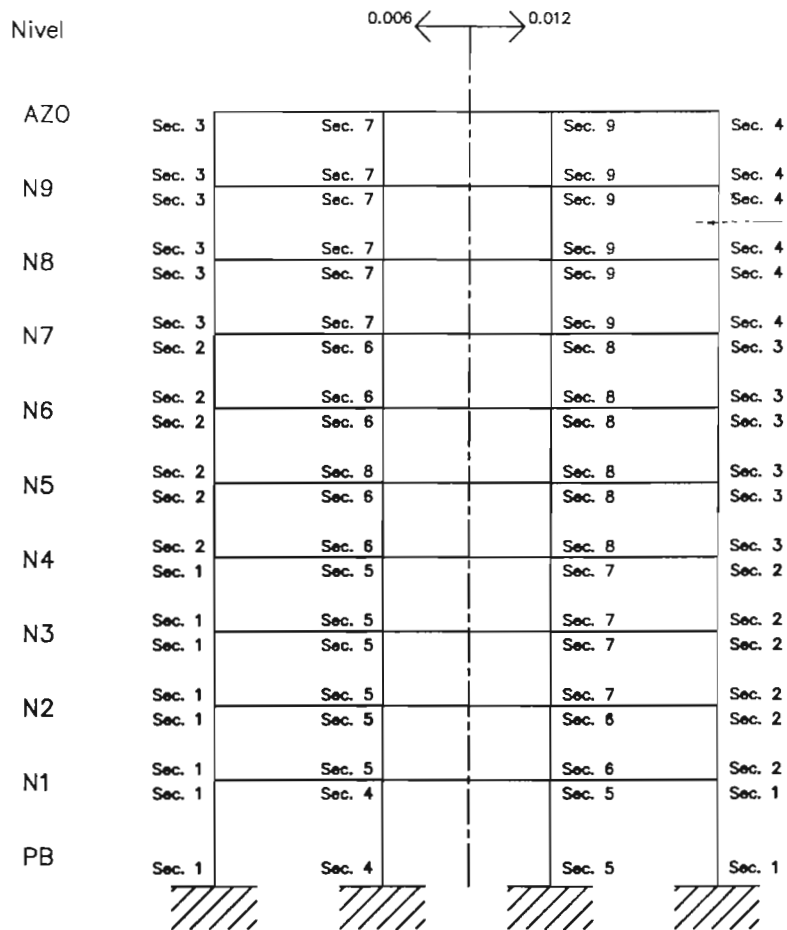 Nivel
0.006 0.012
AZO
Sec. 3 Sec. 7 Sec. 9 Sec. 4
Sec. 3 Sec. 7 Sec. 9 Sec. 4
N9
Sec. 3 Sec. 7 Sec. 9 Sec. 4
Sec. 3 Sec. 7 Sec. 9 Sec. 4
N8
Sec. 3 Sec. 7 Sec. 9 Sec. 4
Sec. 3 Sec. 7 Sec. 9 Sec. 4
N7
Sec. 2 Sec. 6 Sec. 8 Sec. 3
Sec. 2 Sec. 6 Sec. 8 Sec. 3
N6
Sec. 2 Sec. 6 Sec. 8 Sec. 3
Sec. 2 Sec. 8 Sec. 8 Sec. 3
N5
Sec. 2 Sec. 6 Sec. 8 Sec. 3
Sec. 2 Sec. 6 Sec. 8 Sec. 3
N4
Sec. 1 Sec. 5 Sec. 7 Sec. 2
Sec. 1 Sec. 5 Sec. 7 Sec. 2
N3
Sec. 1 Sec. 5 Sec. 7 Sec. 2
Sec. 1 Sec. 5 Sec. 7 Sec. 2
N2
Sec. 1 Sec. 5 Sec. 6 Sec. 2
Sec. 1 Sec. 5 Sec. 6 Sec. 2
N1
Sec. 1 Sec. 4 Sec. 5 Sec. 1
PB
Sec. 1 Sec. 4 Sec. 5 Sec. 1